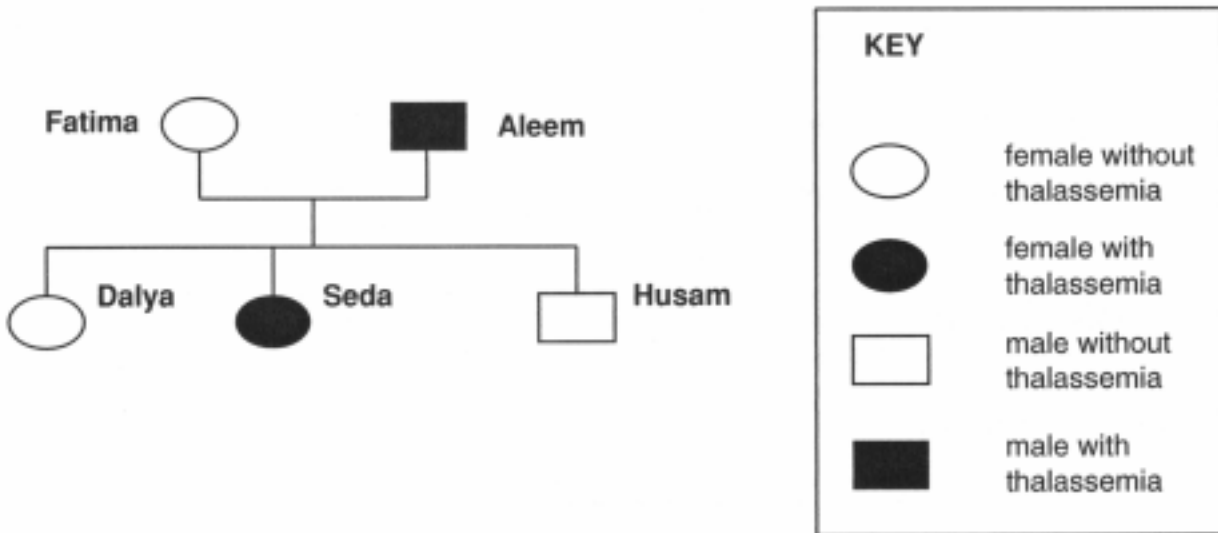 KEY
Fatima
Aleem
female without
thalassemia
female with
thalassemia
Dalya
Seda
Husam
male without
thalassemia
male with
thalassemia